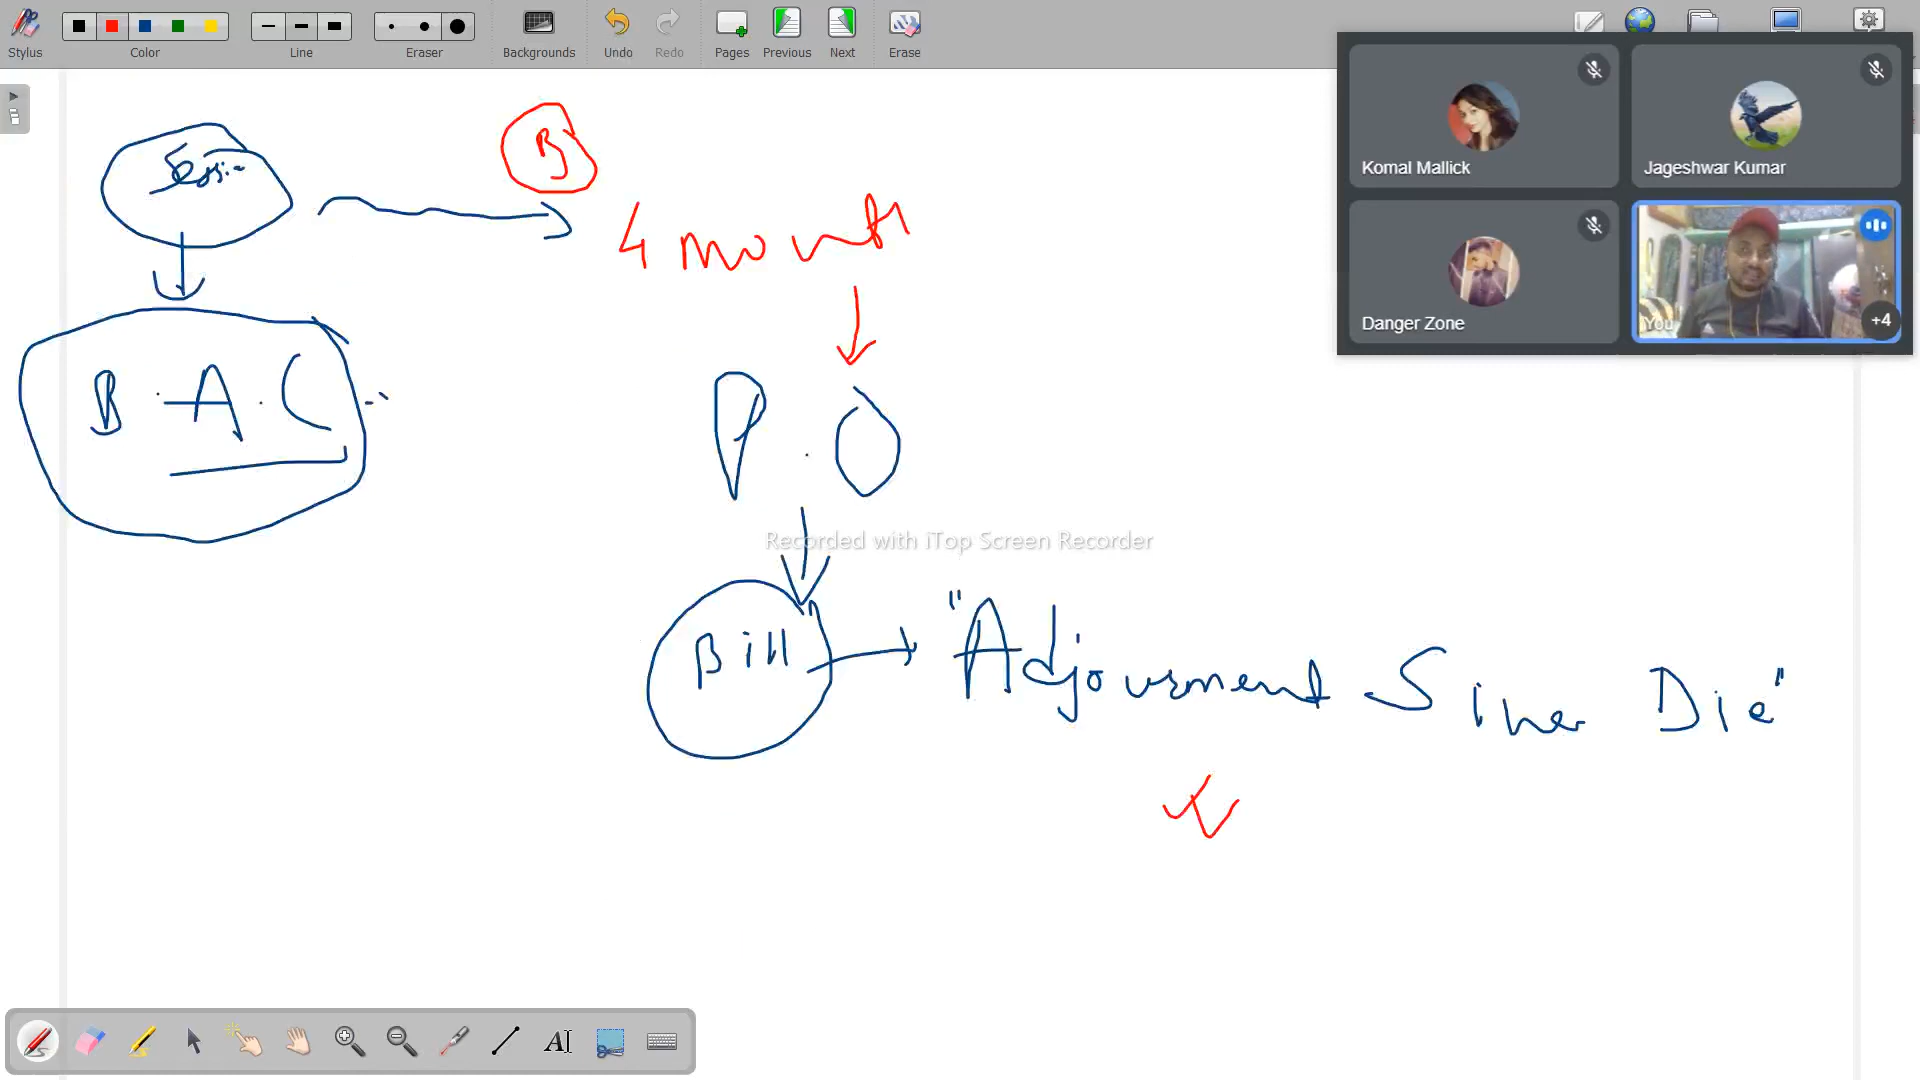 Stylus
Color
Line
Eraser
Backgrounds
Undo
Redo
Pages
Previous
Next
Erase
Komal Mallick
Jageshwar Kumar
Danger Zone
You
+4
B
4 month
B.A.C
P.O
Recorded with iTop Screen Recorder
Bill"
"Adjournment Sine Die"
AI